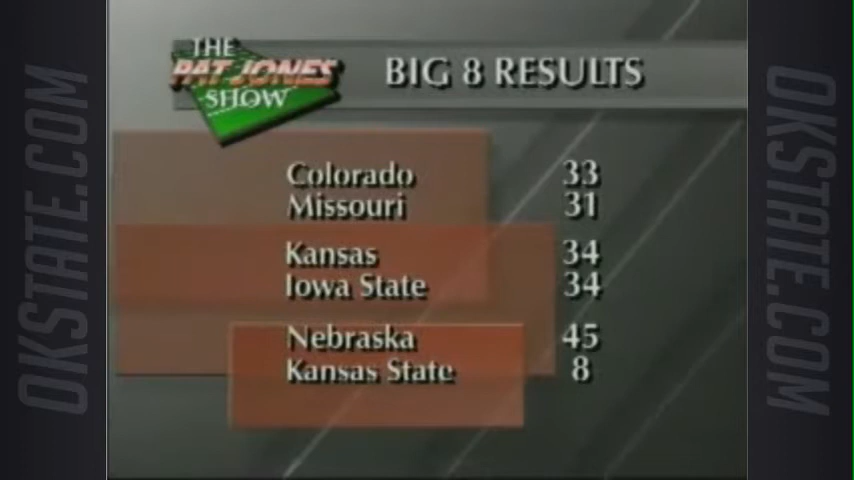 THE
PAT JONES
SHOW
BIG 8 RESULTS
Colorado 33
Missouri 31
Kansas 34
Iowa State 34
Nebraska 45
Kansas State 8
OKSTATE.COM
OKSTATE.COM